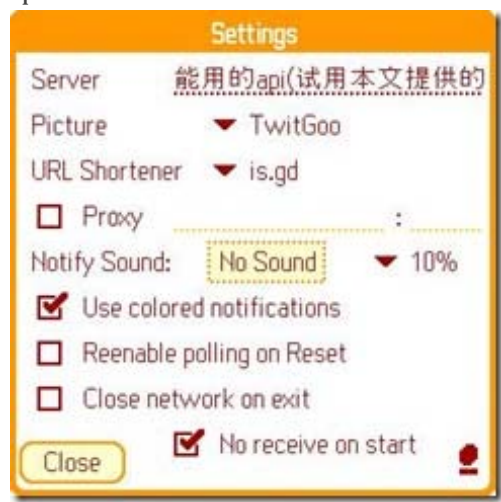 Settings
Server 能用的api(试用本文提供的
Picture TwitGoo
URL Shortener is.gd
Proxy :
Notify Sound: No Sound 10%
Use colored notifications
Reenable polling on Reset
Close network on exit
No receive on start
Close